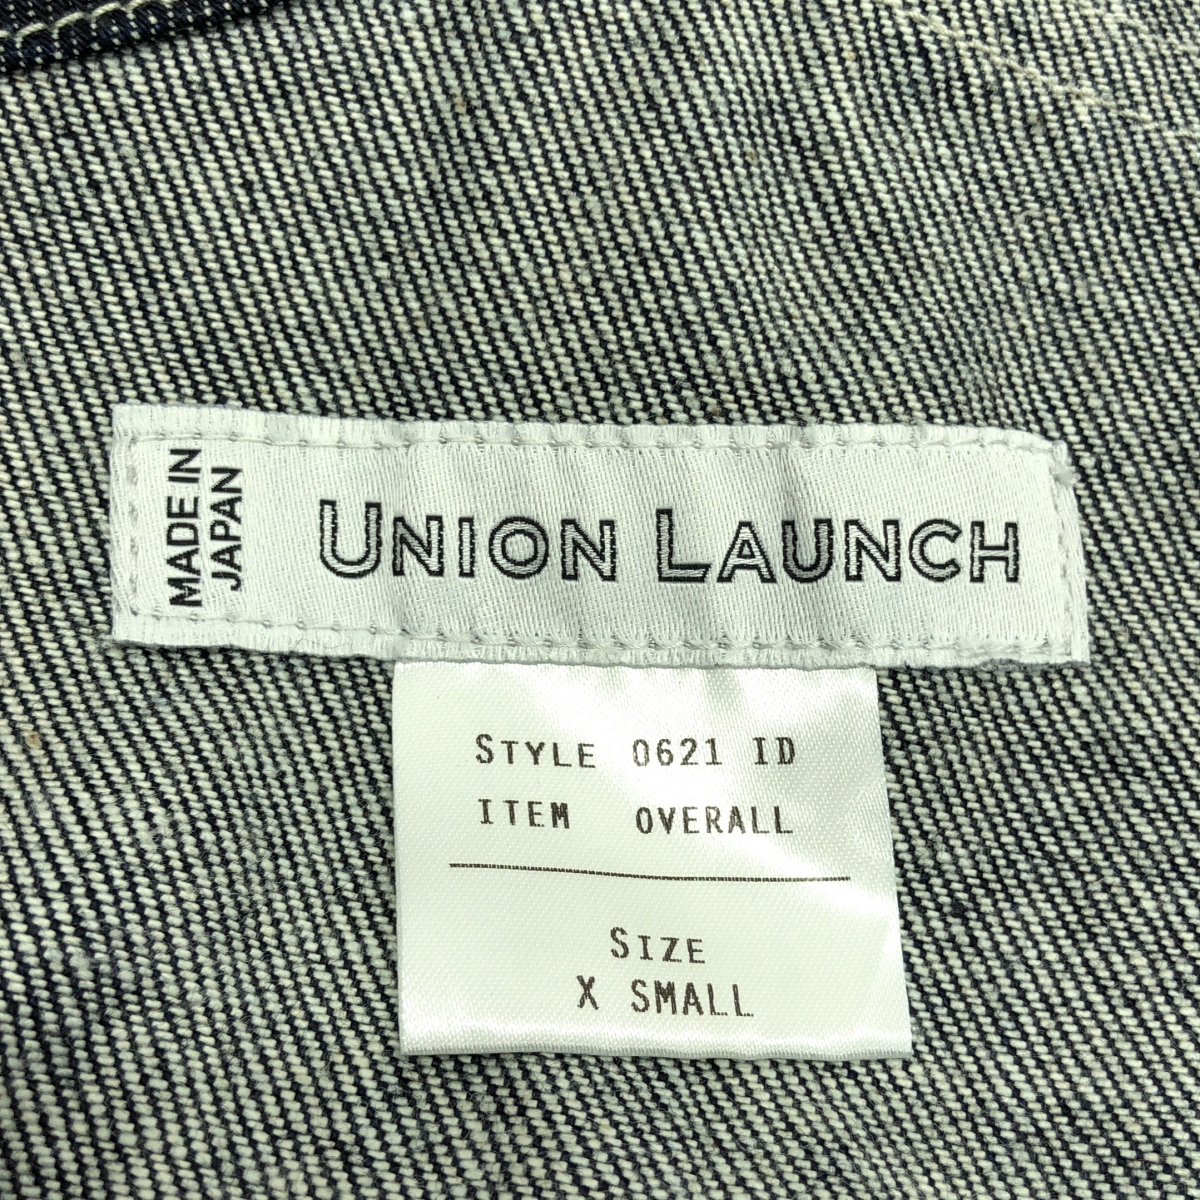 MADE IN
JAPAN
UNION LAUNCH
STYLE 0621 ID
ITEM OVERALL
SIZE
X SMALL